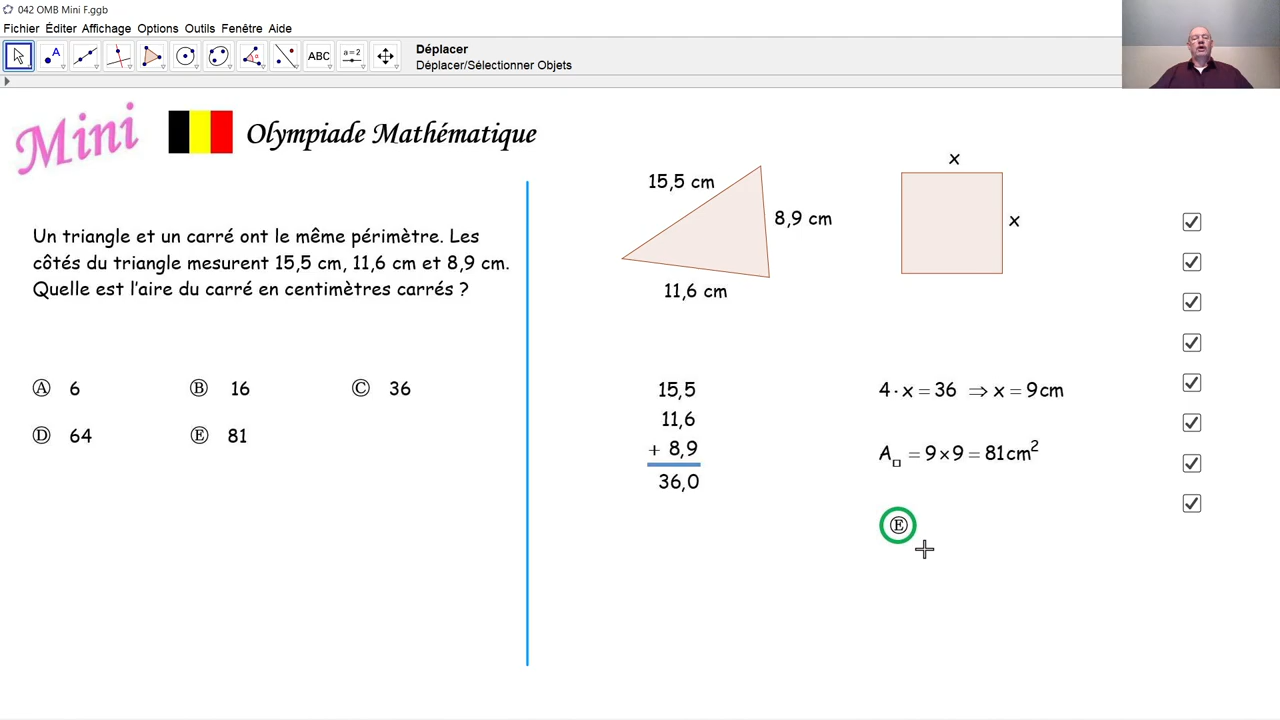 042 OMB Mini F.ggb
Fichier Éditer Affichage Options Outils Fenêtre Aide
A
ABC
a=2
Déplacer
Déplacer/Sélectionner Objets
Mini
Olympiade Mathématique
Un triangle et un carré ont le même périmètre. Les
côtés du triangle mesurent 15,5 cm, 11,6 cm et 8,9 cm.
Quelle est l'aire du carré en centimètres carrés ?
Ⓐ 6 Ⓑ 16 Ⓒ 36
Ⓓ 64 Ⓔ 81
15,5 cm
8,9 cm
11,6 cm
x
x
15,5
11,6
+ 8,9
36,0
4 · x = 36 ⇒ x = 9cm
A□ = 9×9 = 81cm²
Ⓔ